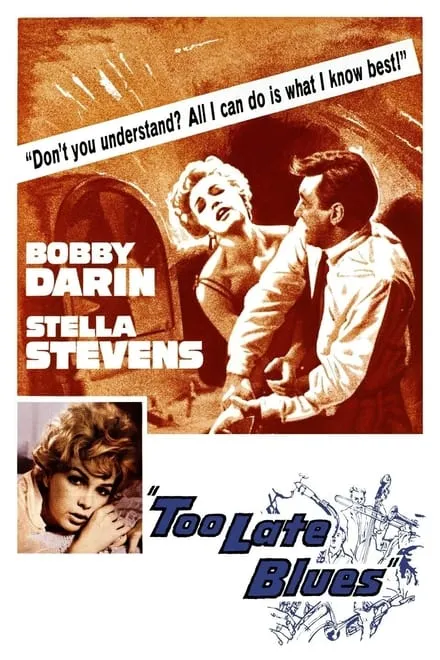 "Don't you understand? All I can do is what I know best!"
BOBBY
DARIN
STELLA
STEVENS
"Too Late
Blues"